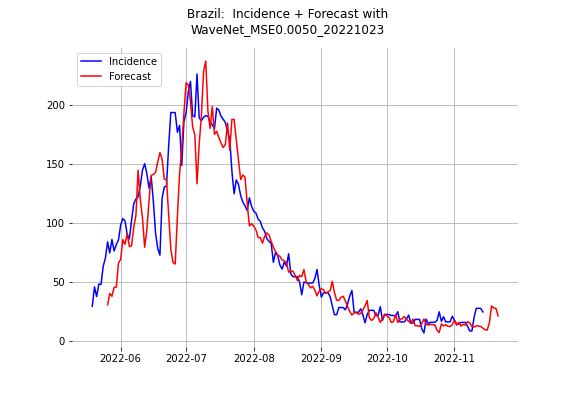 Brazil:  Incidence + Forecast with
WaveNet_MSE0.0050_20221023
Incidence
Forecast
200
150
100
50
0
2022-06
2022-07
2022-08
2022-09
2022-10
2022-11